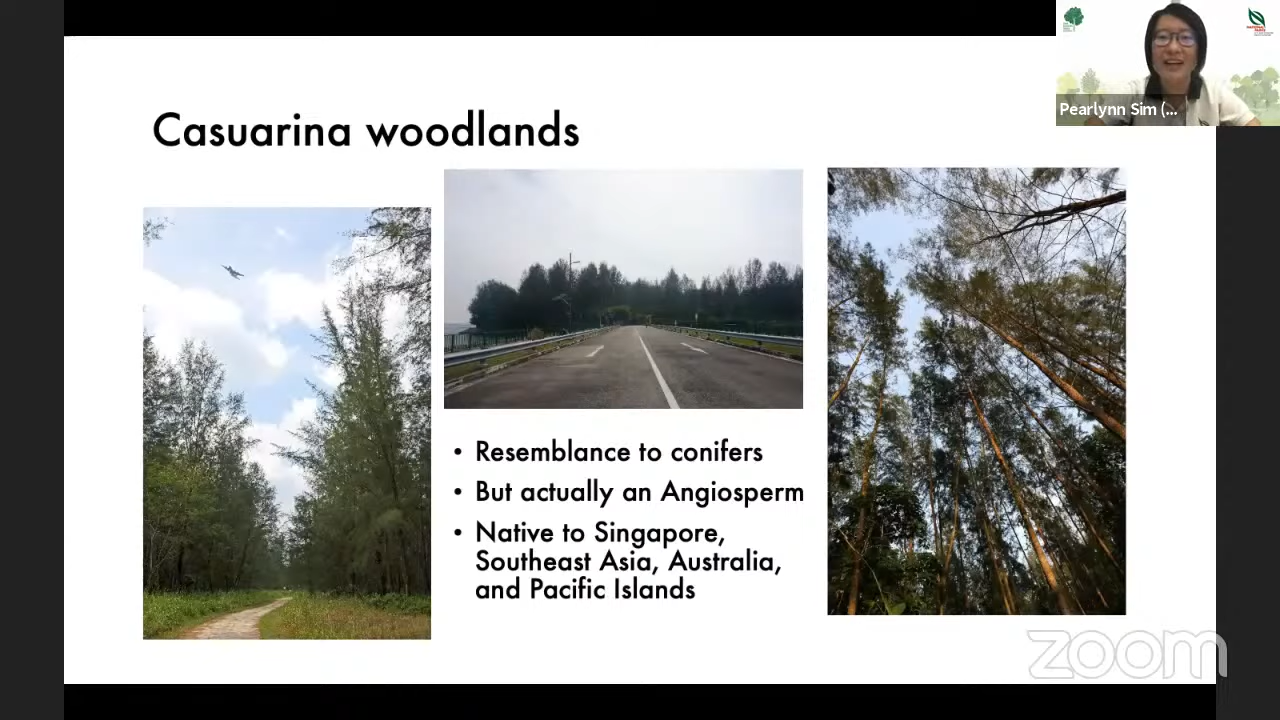 Casuarina woodlands
Pearlynn Sim (...
• Resemblance to conifers
• But actually an Angiosperm
• Native to Singapore,
Southeast Asia, Australia,
and Pacific Islands
zoom